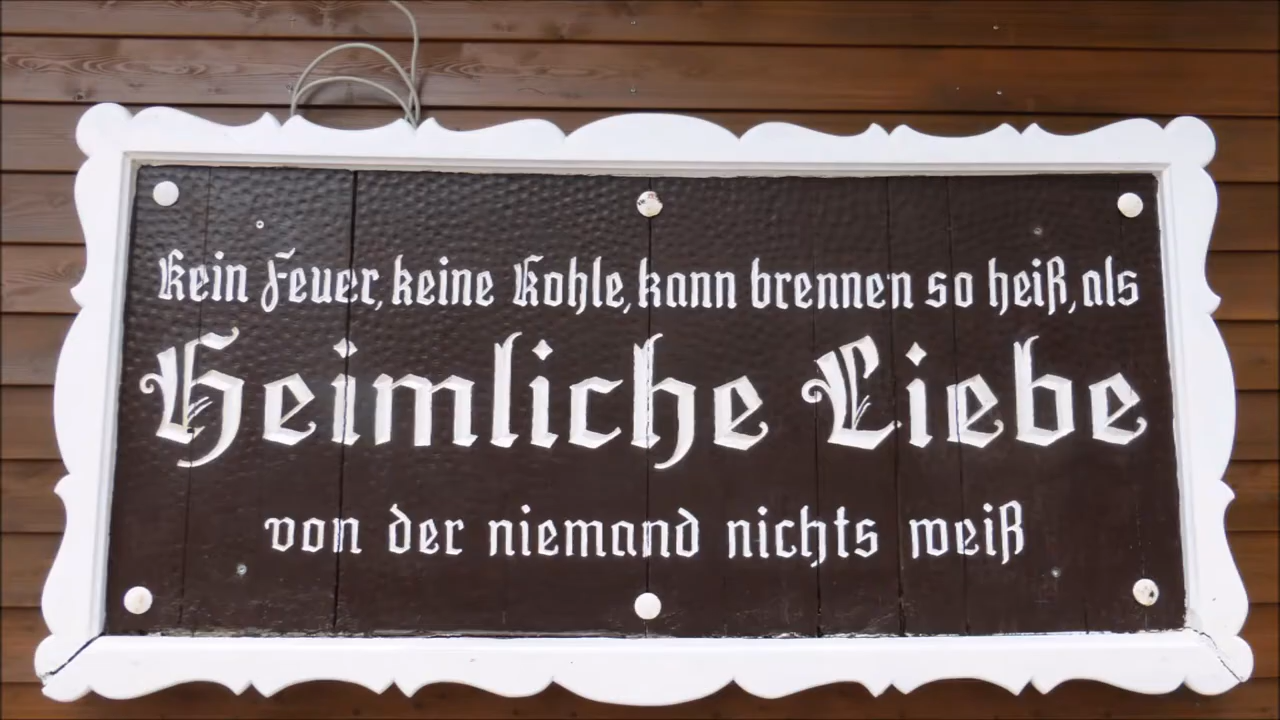 Kein Feuer, keine Kohle, kann brennen so heiß, als
Heimliche Liebe
von der niemand nichts weiß